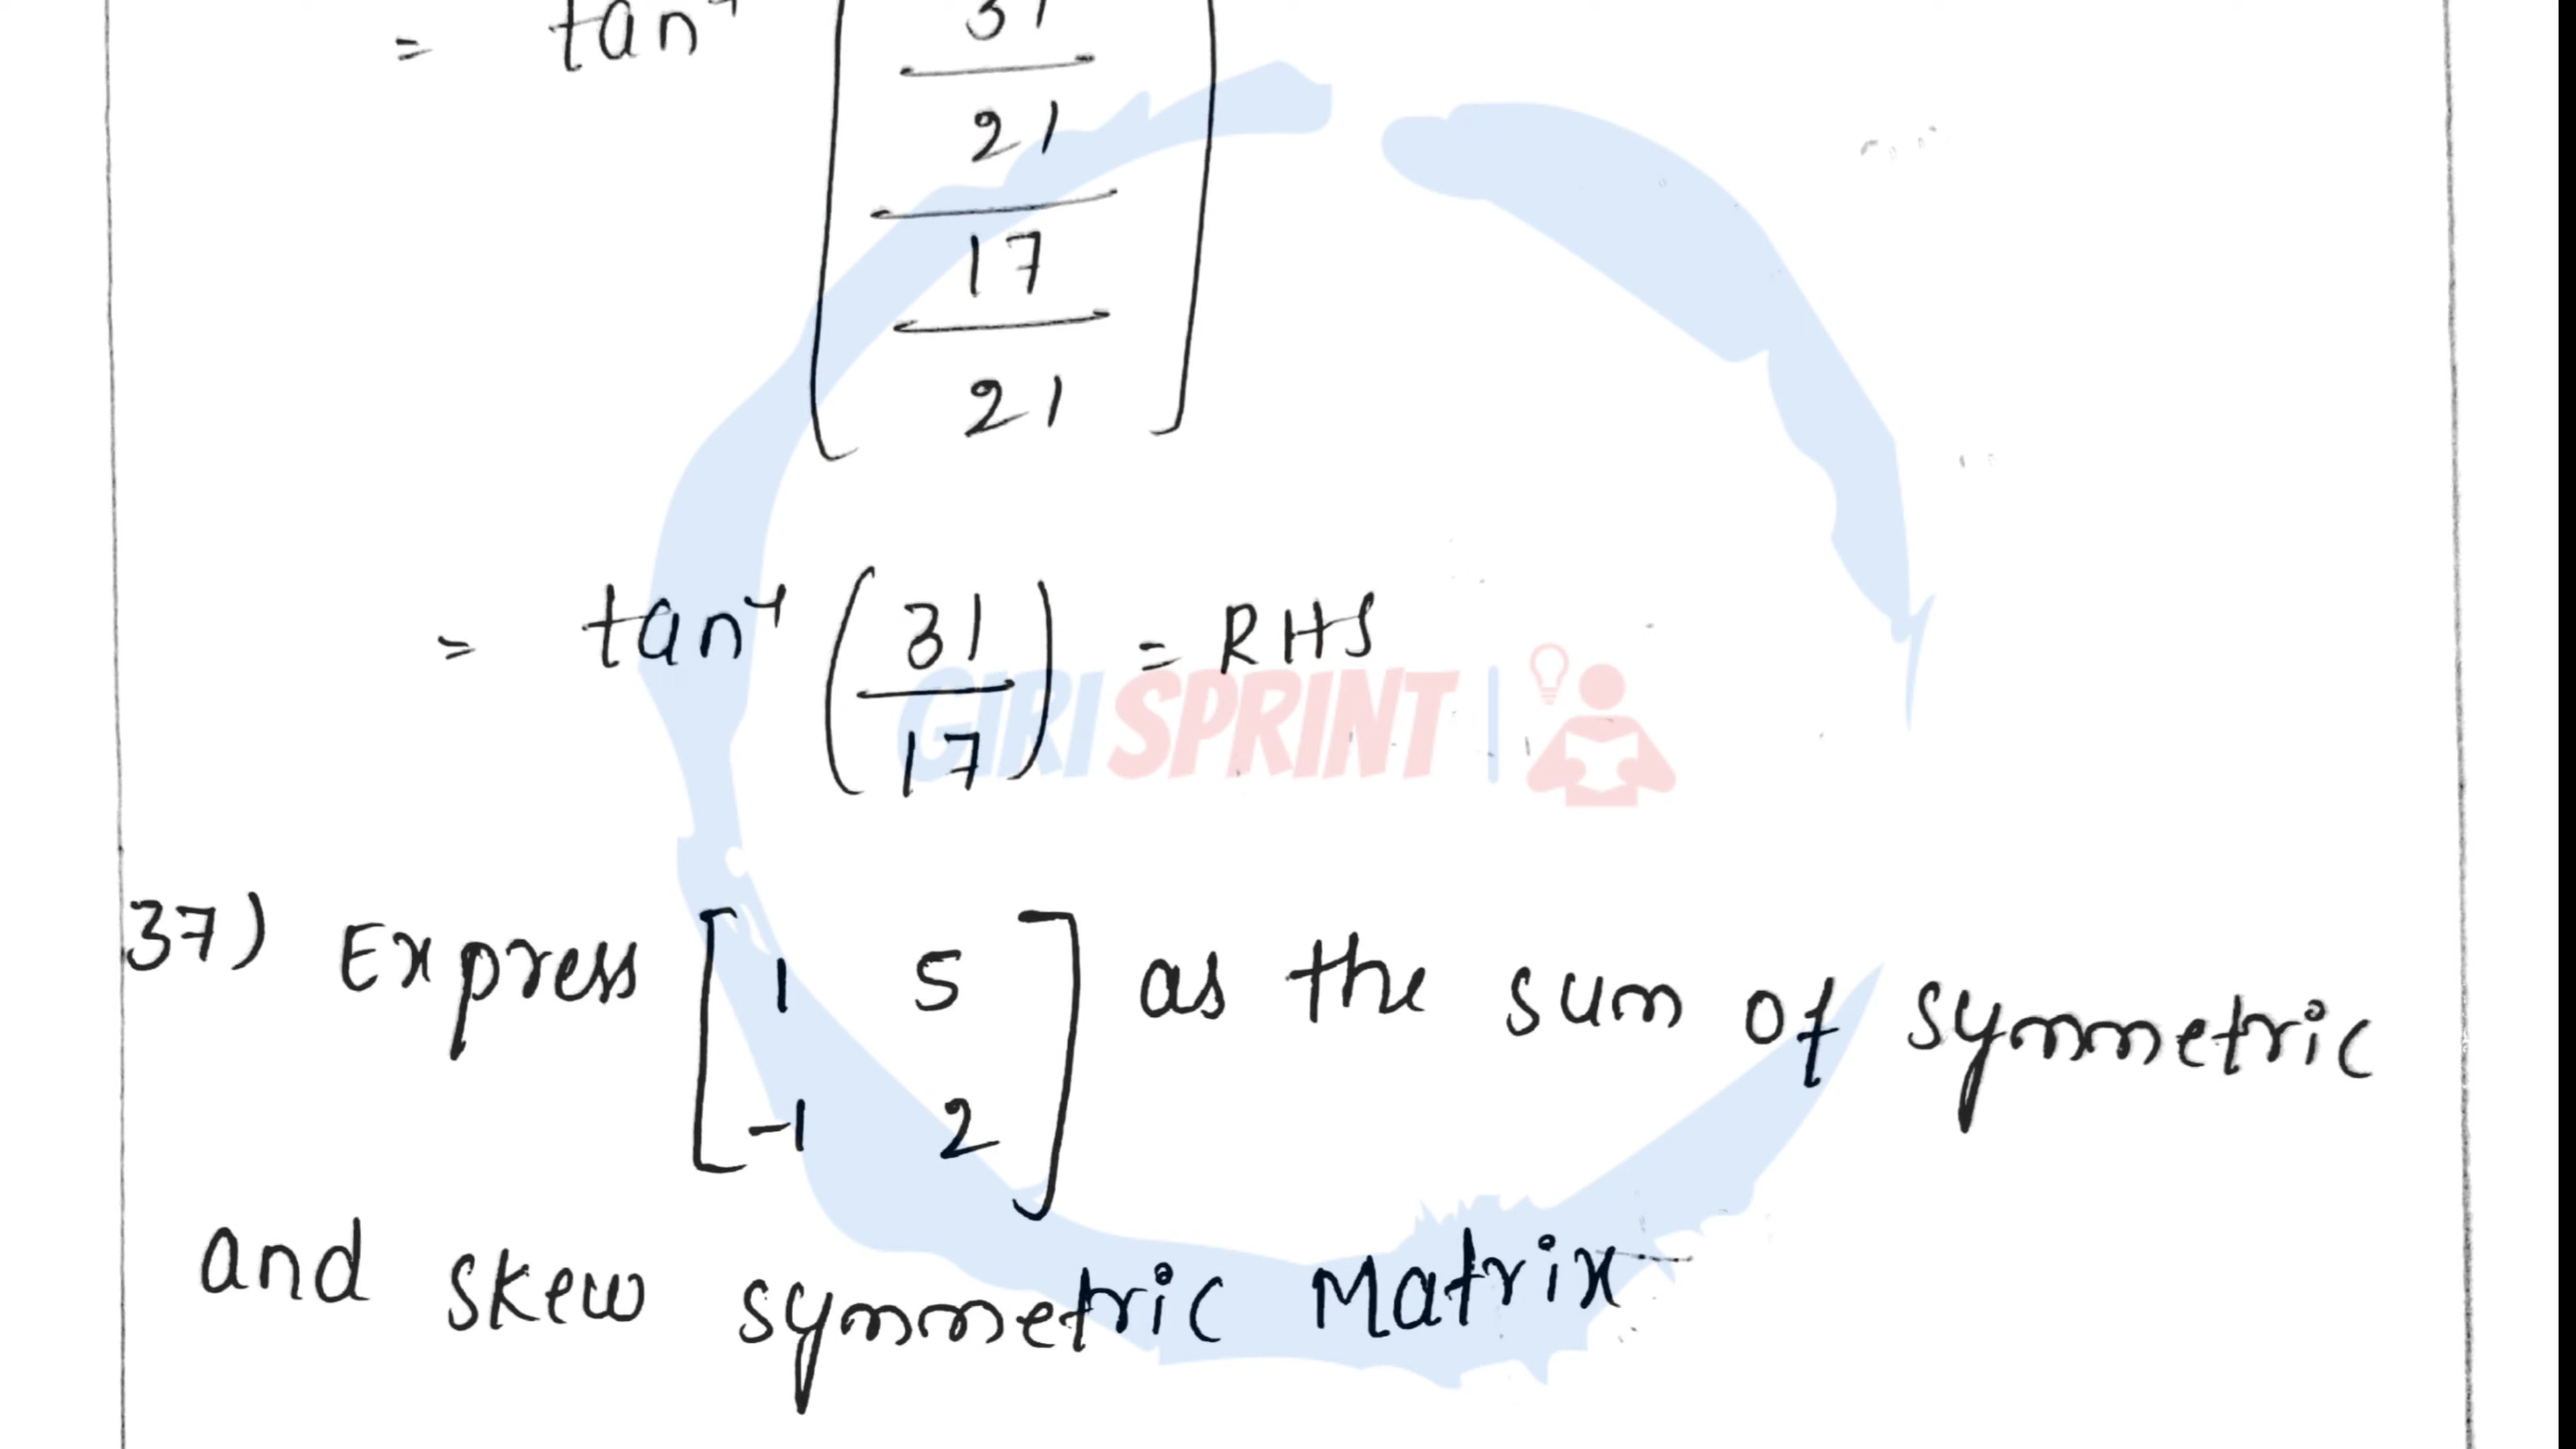 = tan⁻¹ [ 31
21
17
21 ]
= tan⁻¹ ( 31 = RHS
17 )
GIRI SPRINT
37) Express [ 1 5 ] as the sum of symmetric
[ -1 2 ]
and skew symmetric Matrix